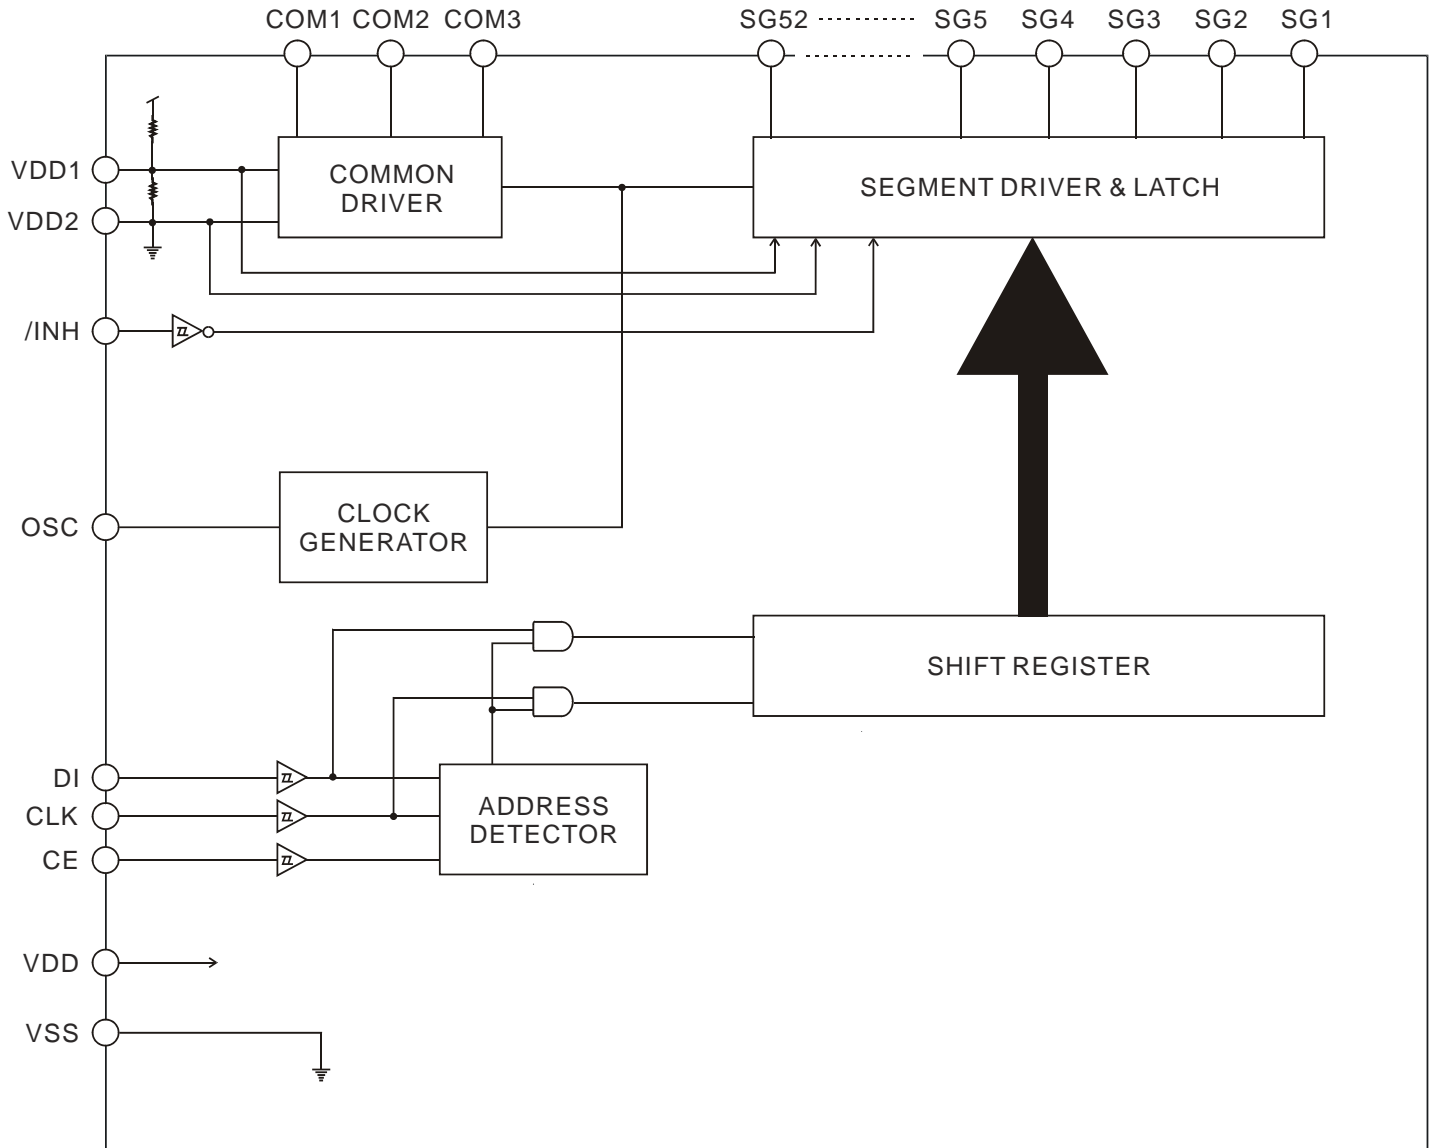 COM1 COM2 COM3 SG52 SG5 SG4 SG3 SG2 SG1
VDD1
COMMON
DRIVER
SEGMENT DRIVER & LATCH
VDD2
/INH
OSC
CLOCK
GENERATOR
SHIFT REGISTER
DI
CLK
CE
ADDRESS
DETECTOR
VDD
VSS